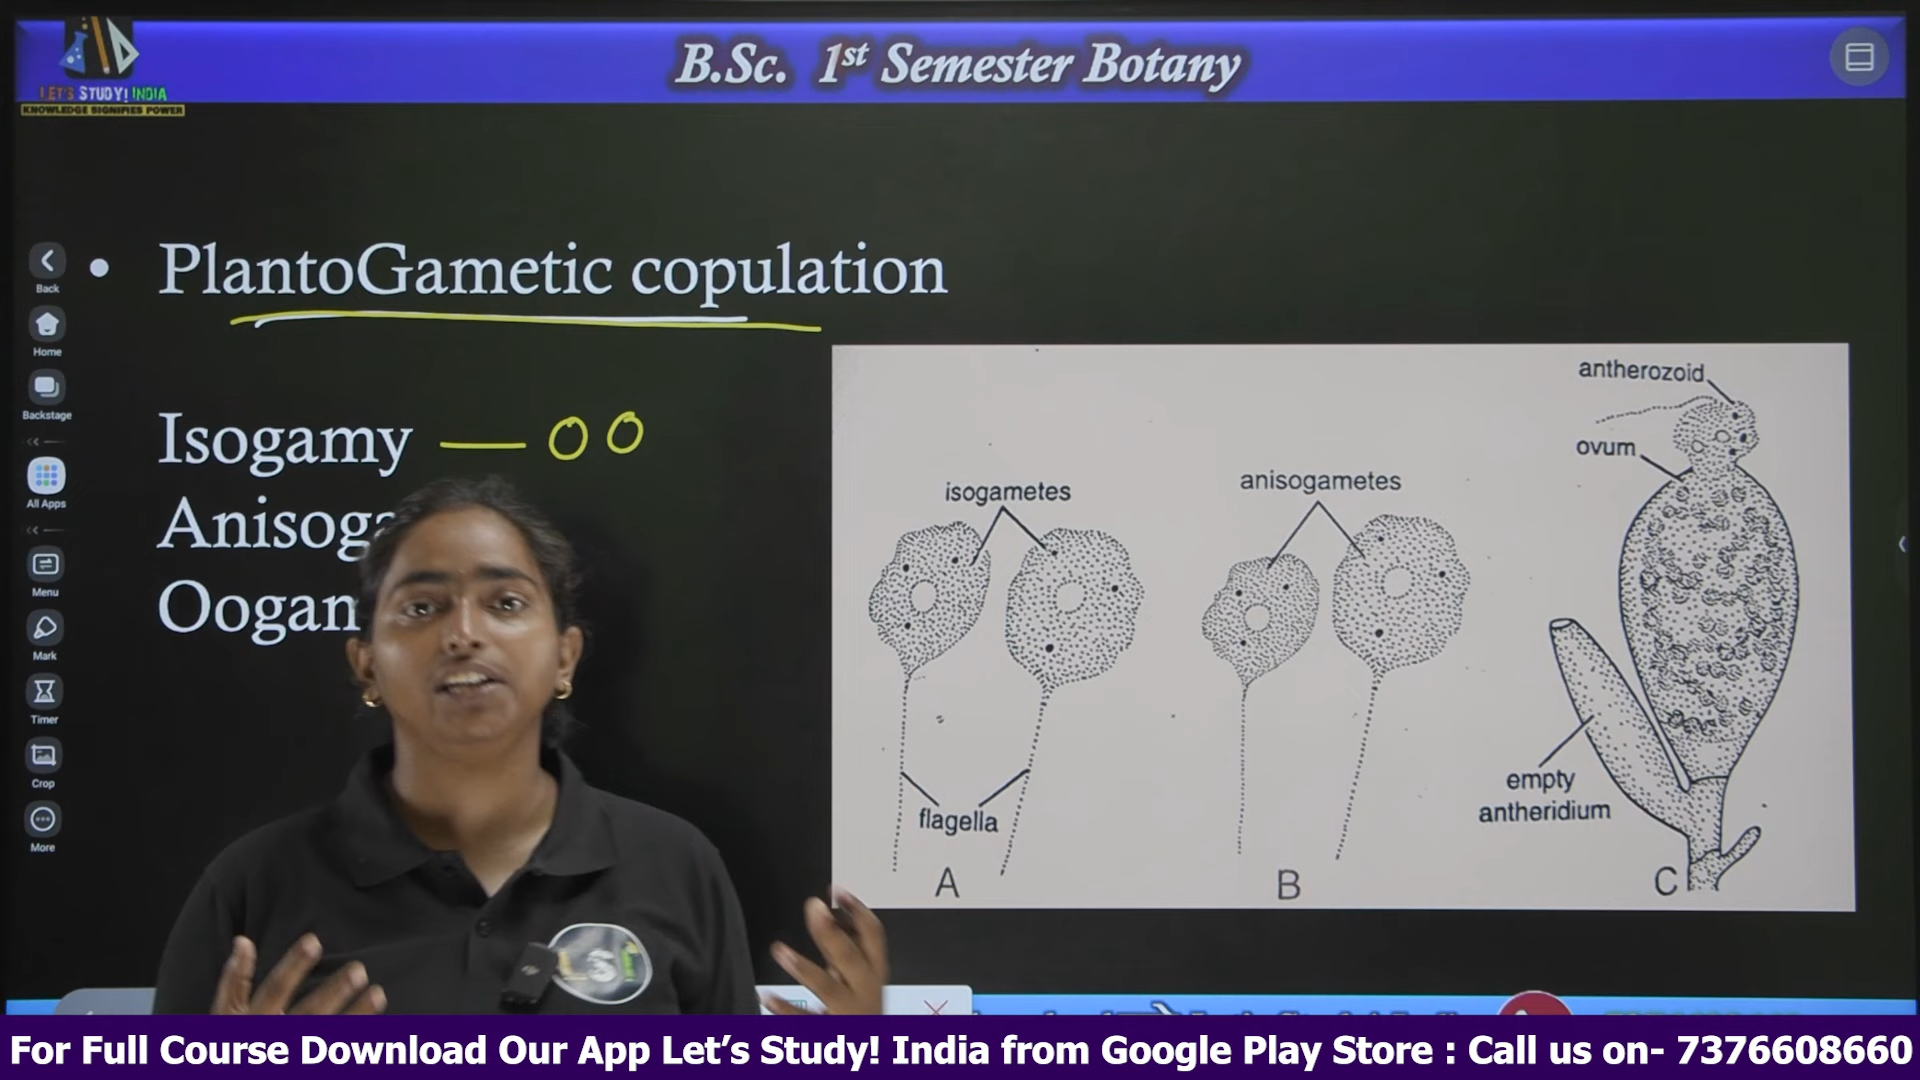 LET'S STUDY! INDIA
KNOWLEDGE SIGNIFIES POWER
B.Sc. 1st Semester Botany
• PlantoGametic copulation
Isogamy — O O
Back
Home
Backstage
All Apps
Menu
Mark
Timer
Crop
More
isogametes
flagella
A
anisogametes
B
antherozoid
ovum
empty
antheridium
C
For Full Course Download Our App Let's Study! India from Google Play Store : Call us on- 7376608660